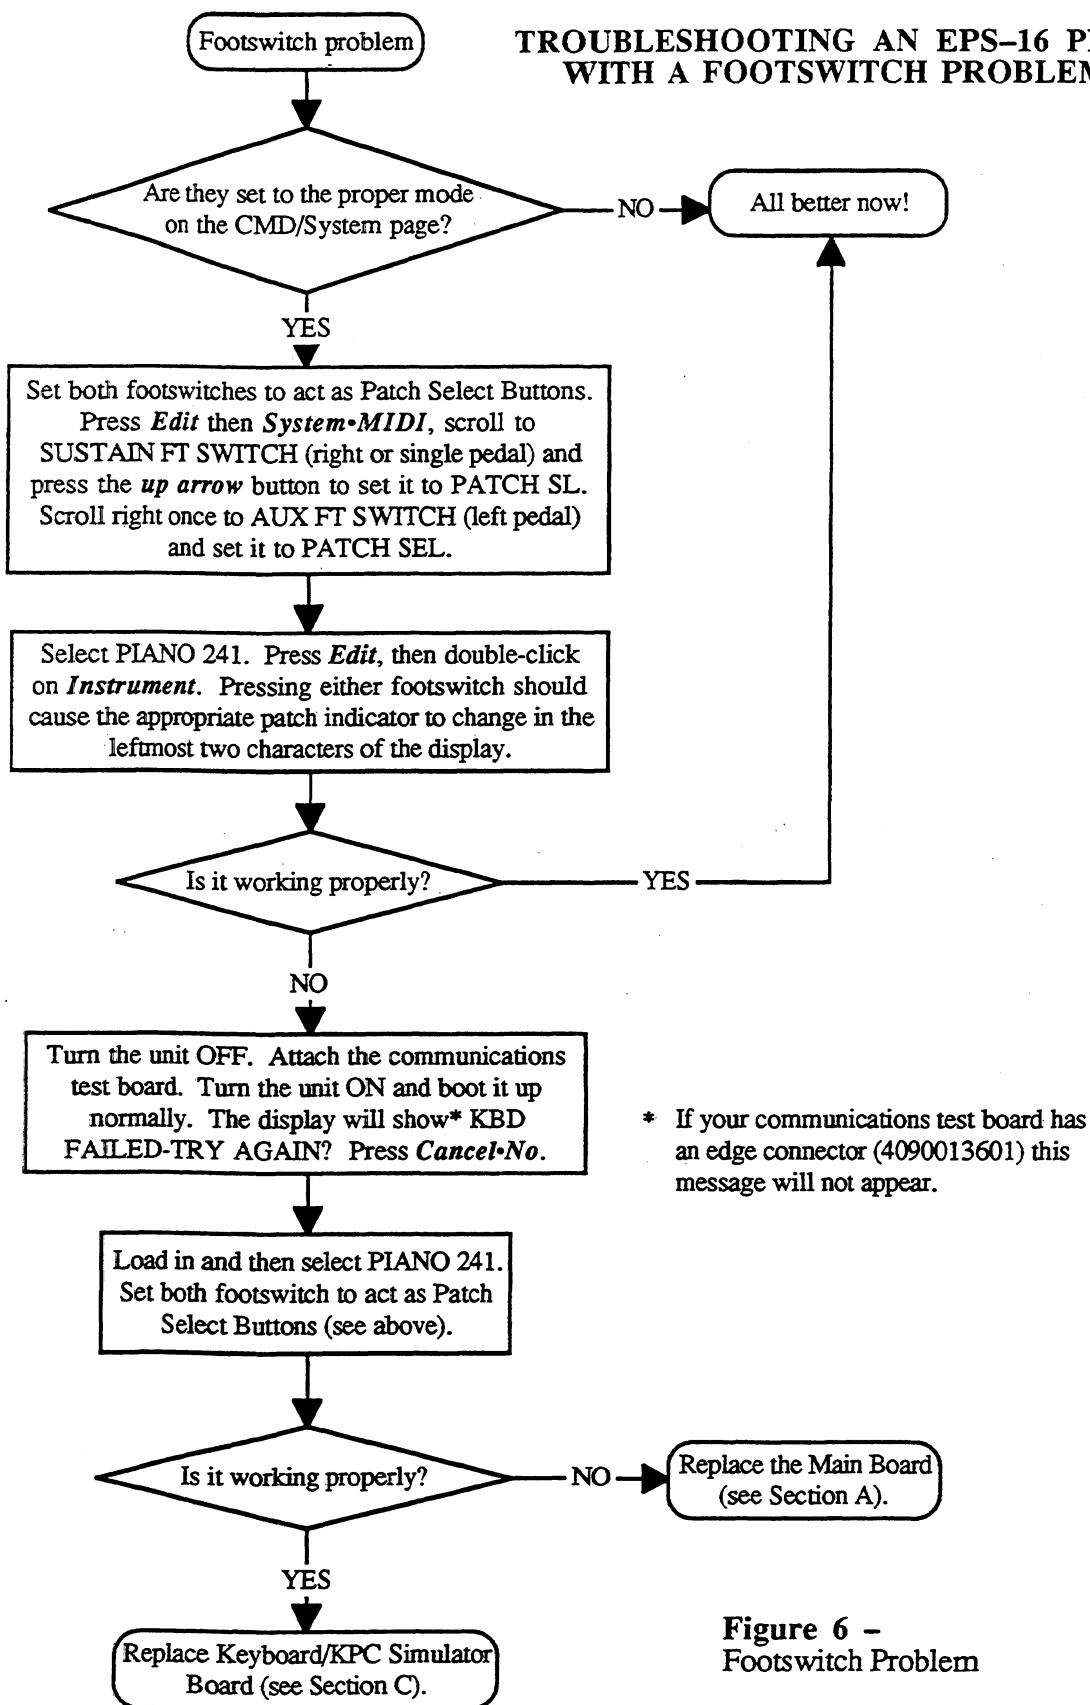 Footswitch problem
TROUBLESHOOTING AN EPS–16
WITH A FOOTSWITCH PROBLEM
Are they set to the proper mode
on the CMD/System page?
NO
All better now!
YES
Set both footswitches to act as Patch Select Buttons.
Press Edit then System•MIDI, scroll to
SUSTAIN FT SWITCH (right or single pedal) and
press the up arrow button to set it to PATCH SL.
Scroll right once to AUX FT SWITCH (left pedal)
and set it to PATCH SEL.
Select PIANO 241. Press Edit, then double-click
on Instrument. Pressing either footswitch should
cause the appropriate patch indicator to change in the
leftmost two characters of the display.
Is it working properly?
YES
NO
Turn the unit OFF. Attach the communications
test board. Turn the unit ON and boot it up
normally. The display will show* KBD
FAILED-TRY AGAIN? Press Cancel•No.
* If your communications test board has
an edge connector (4090013601) this
message will not appear.
Load in and then select PIANO 241.
Set both footswitch to act as Patch
Select Buttons (see above).
Is it working properly?
NO
Replace the Main Board
(see Section A).
YES
Replace Keyboard/KPC Simulator
Board (see Section C).
Figure 6 –
Footswitch Problem